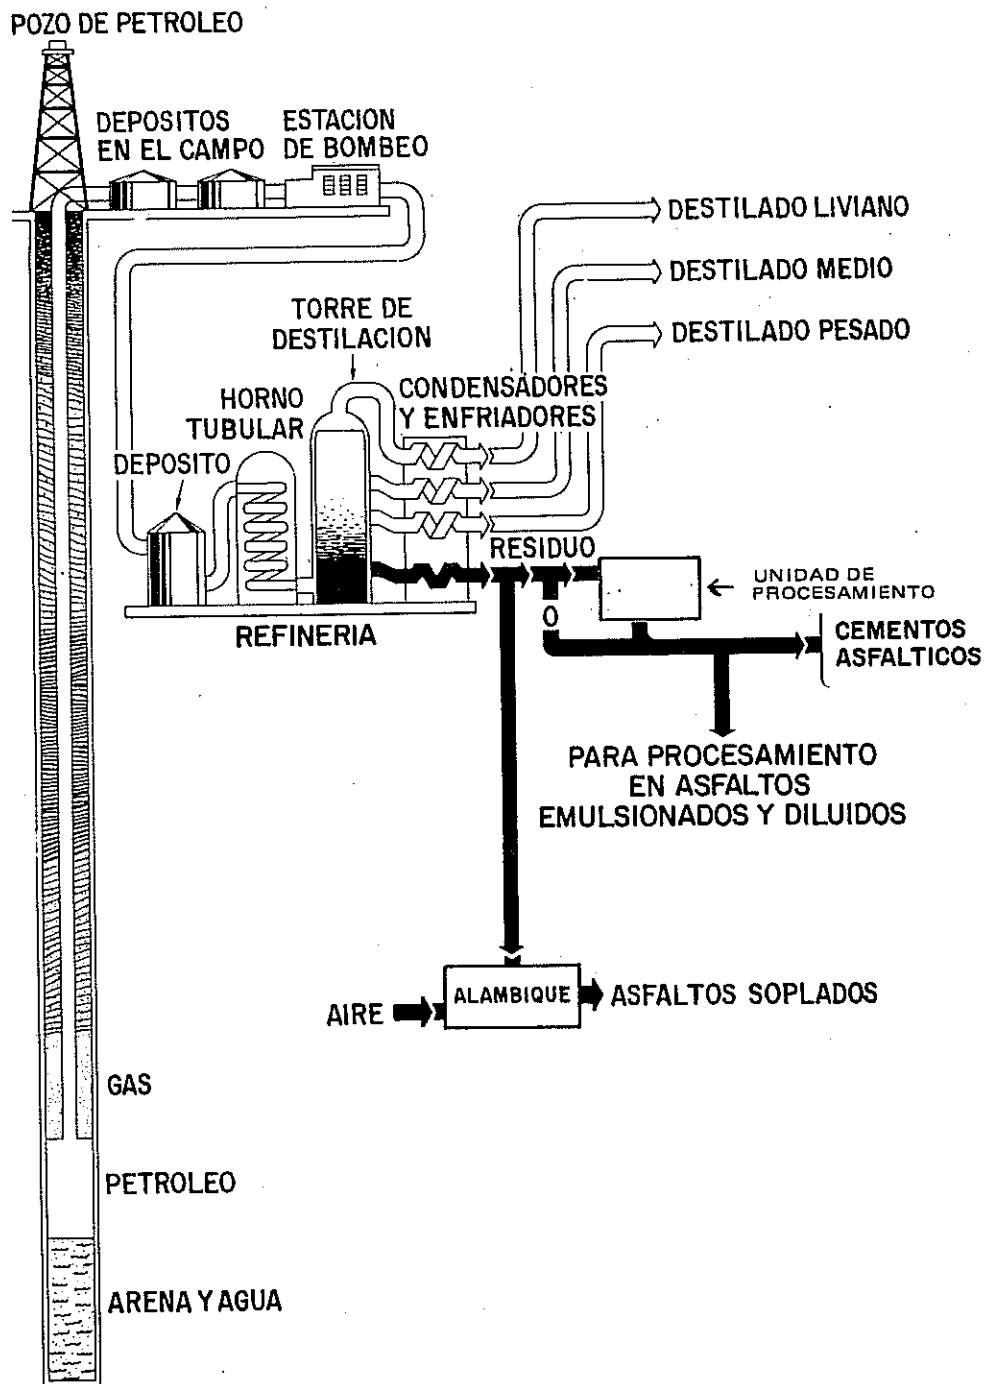 POZO DE PETROLEO
DEPOSITOS
EN EL CAMPO
ESTACION
DE BOMBEO
DESTILADO LIVIANO
DESTILADO MEDIO
DESTILADO PESADO
TORRE DE
DESTILACION
CONDENSADORES
Y ENFRIADORES
HORNO
TUBULAR
DEPOSITO
RESIDUO
UNIDAD DE
PROCESAMIENTO
O
REFINERIA
CEMENTOS
ASFALTICOS
PARA PROCESAMIENTO
EN ASFALTOS
EMULSIONADOS Y DILUIDOS
AIRE
ALAMBIQUE
ASFALTOS SOPLADOS
GAS
PETROLEO
ARENA Y AGUA